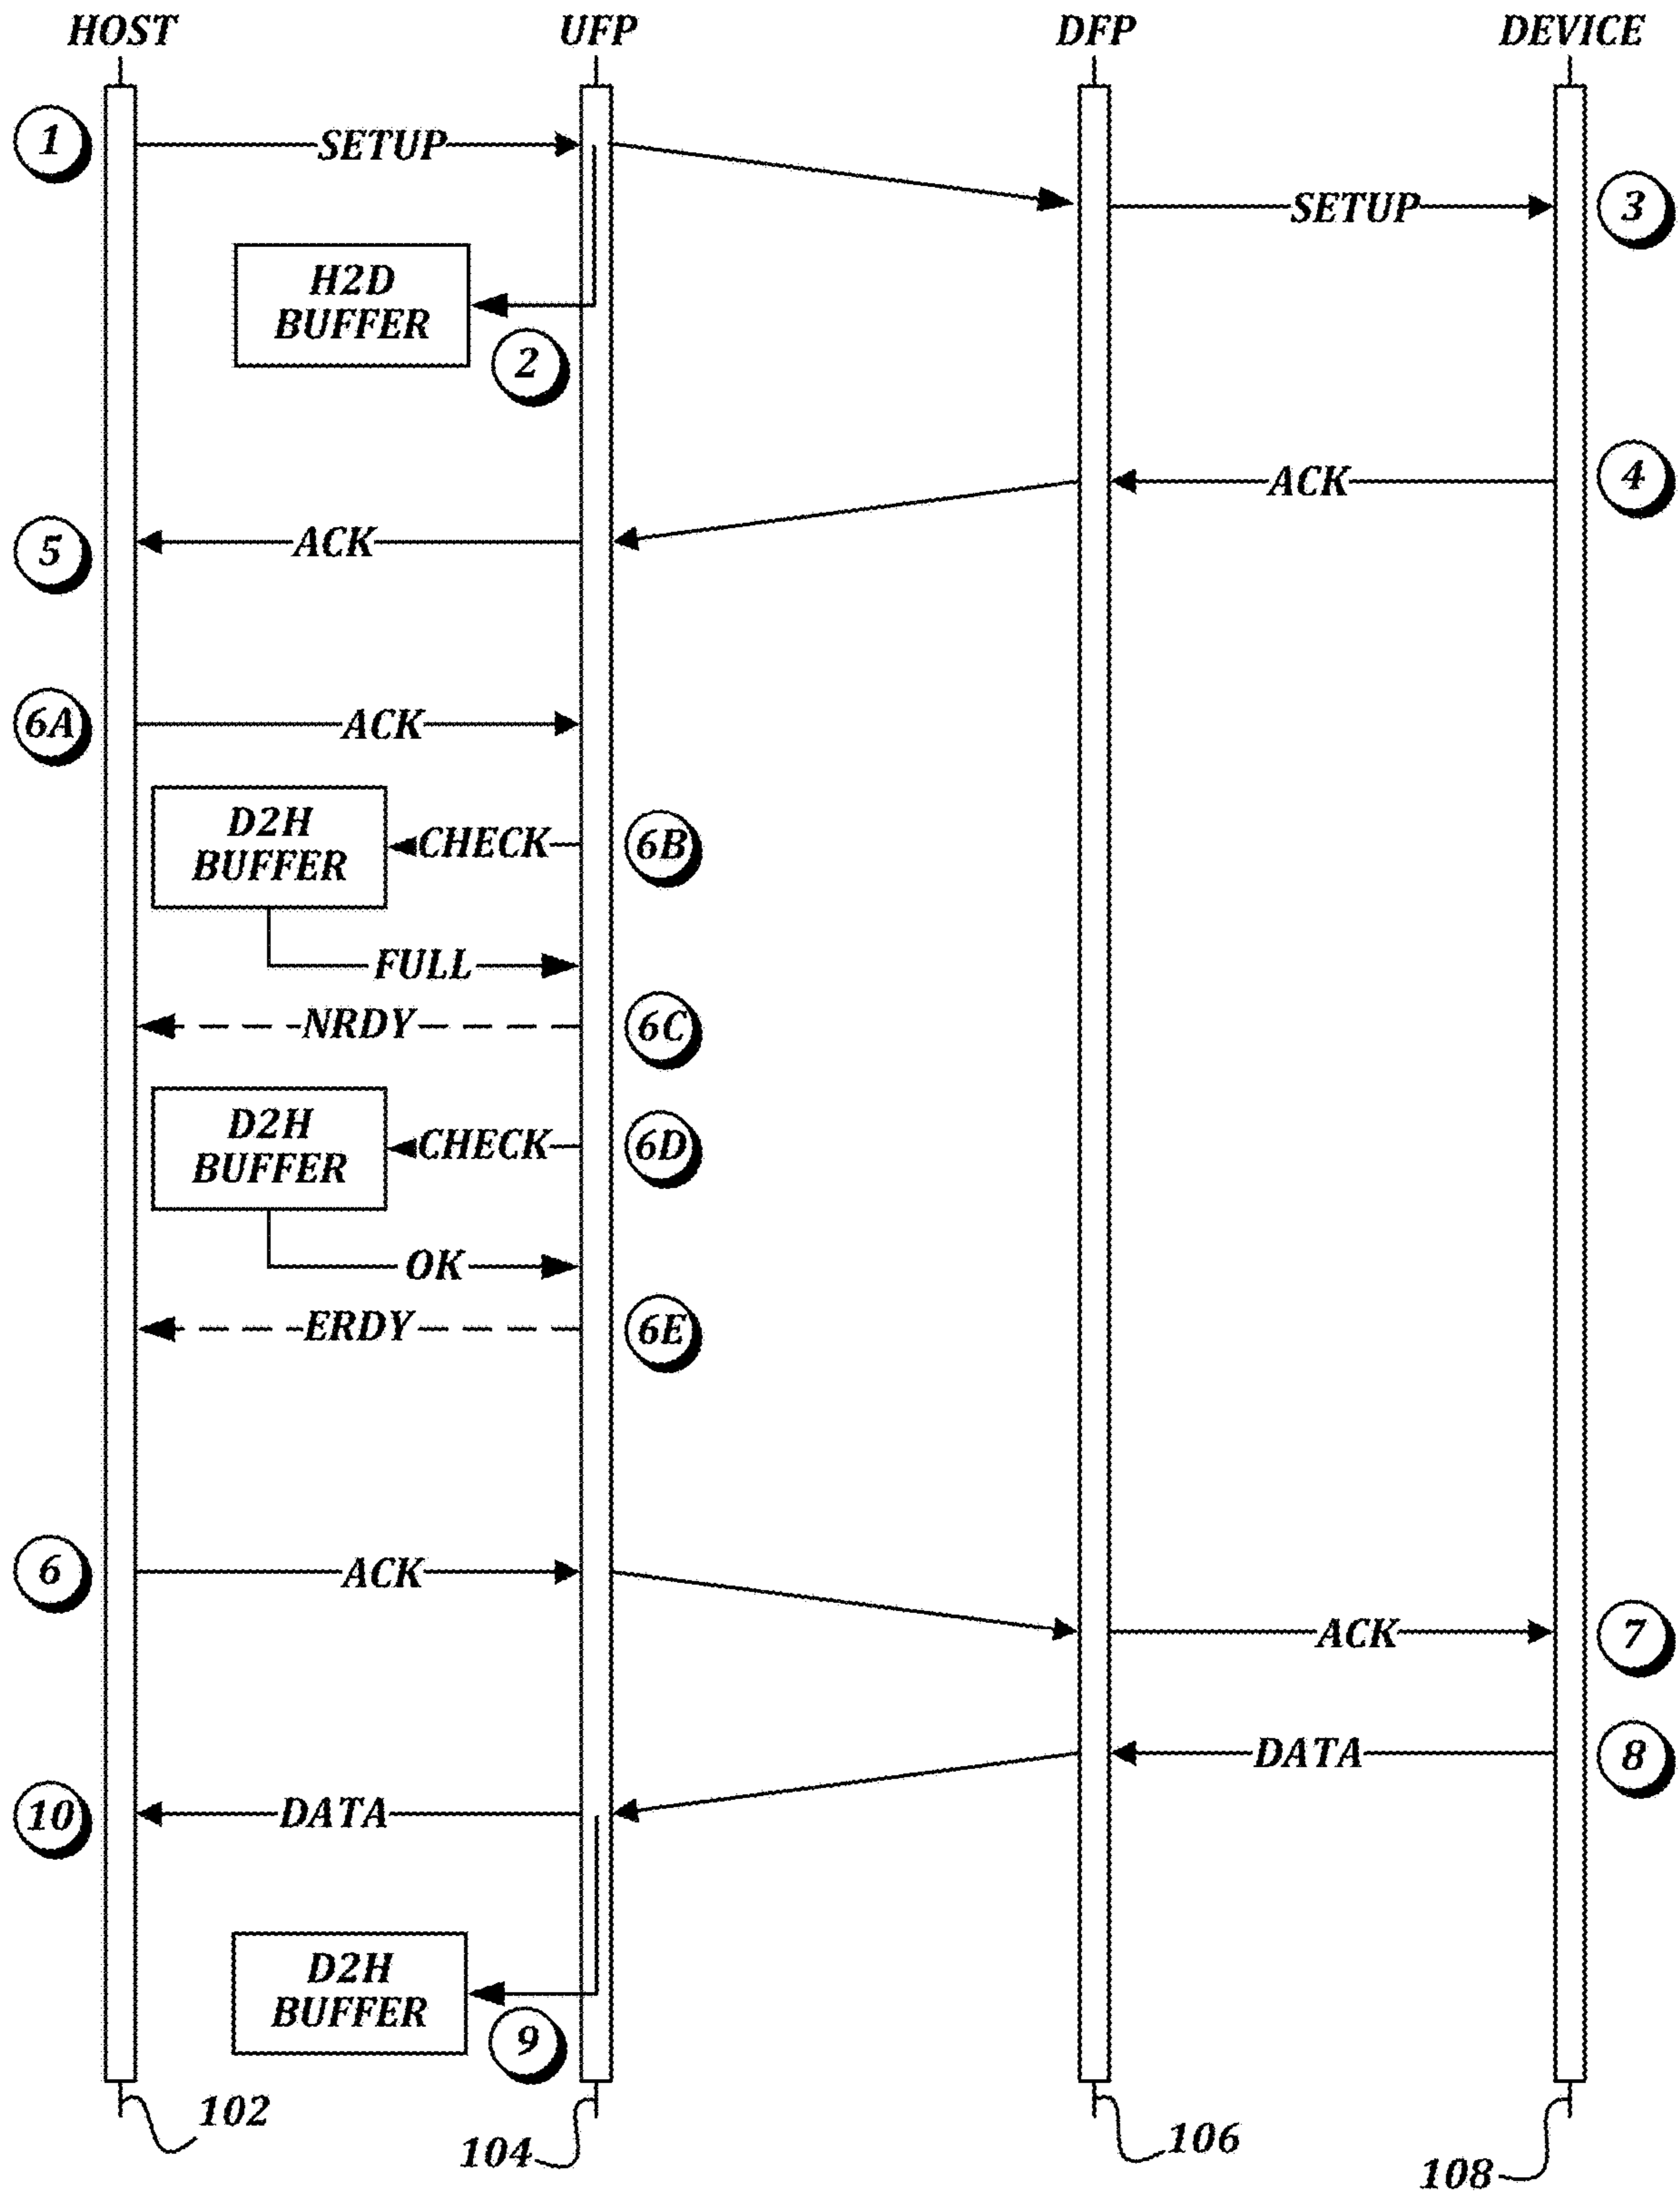 HOST UFP DFP DEVICE
1 SETUP
SETUP 3
H2D
BUFFER
2
ACK 4
5 ACK
6A ACK
D2H
BUFFER
CHECK 6B
FULL
NRDY 6C
D2H
BUFFER
CHECK 6D
OK
ERDY 6E
6 ACK
ACK 7
DATA 8
10 DATA
D2H
BUFFER
9
102
104
106
108